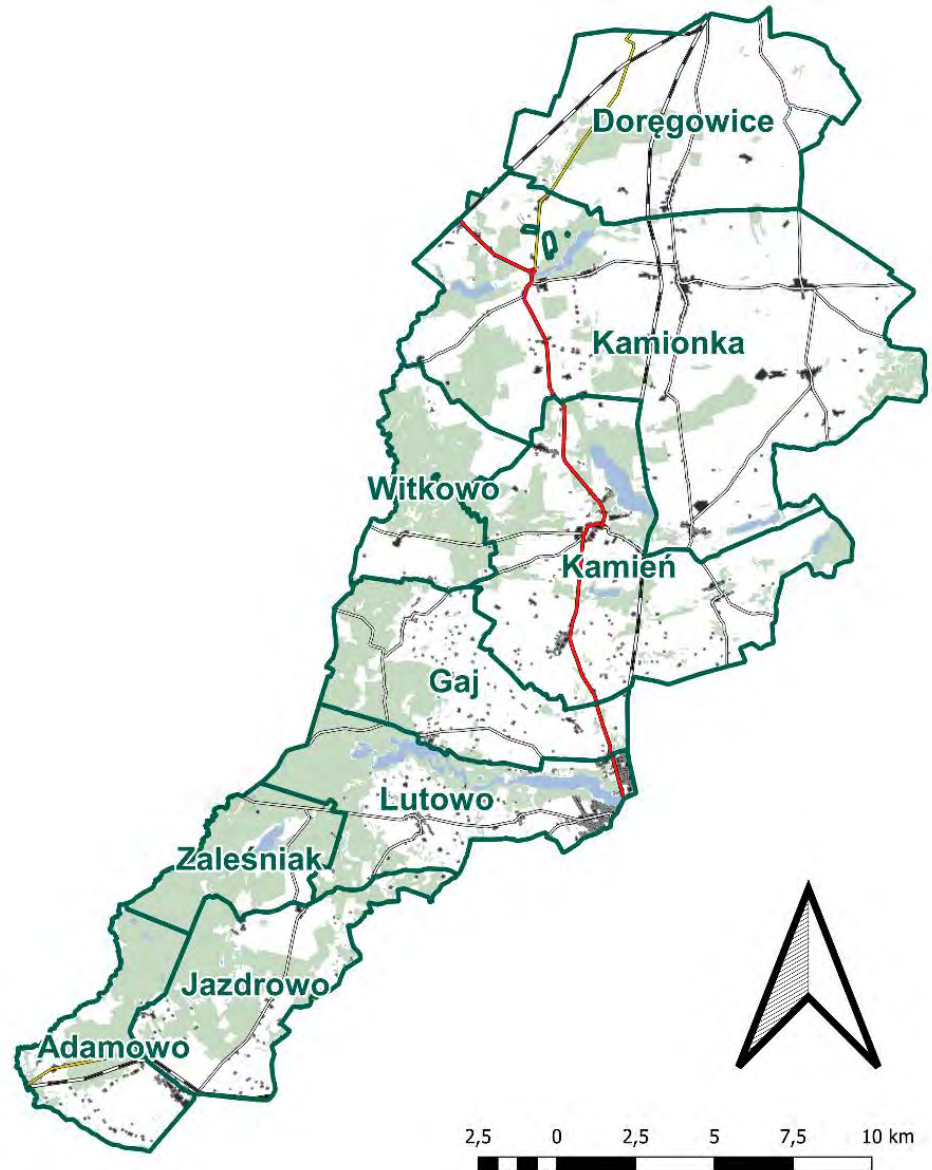 Doręgowice
Kamionka
Witkowo
Kamień
Gaj
Lutowo
Zaleśniak
Jazdrowo
Adamowo
2,5 0 2,5 5 7,5 10 km